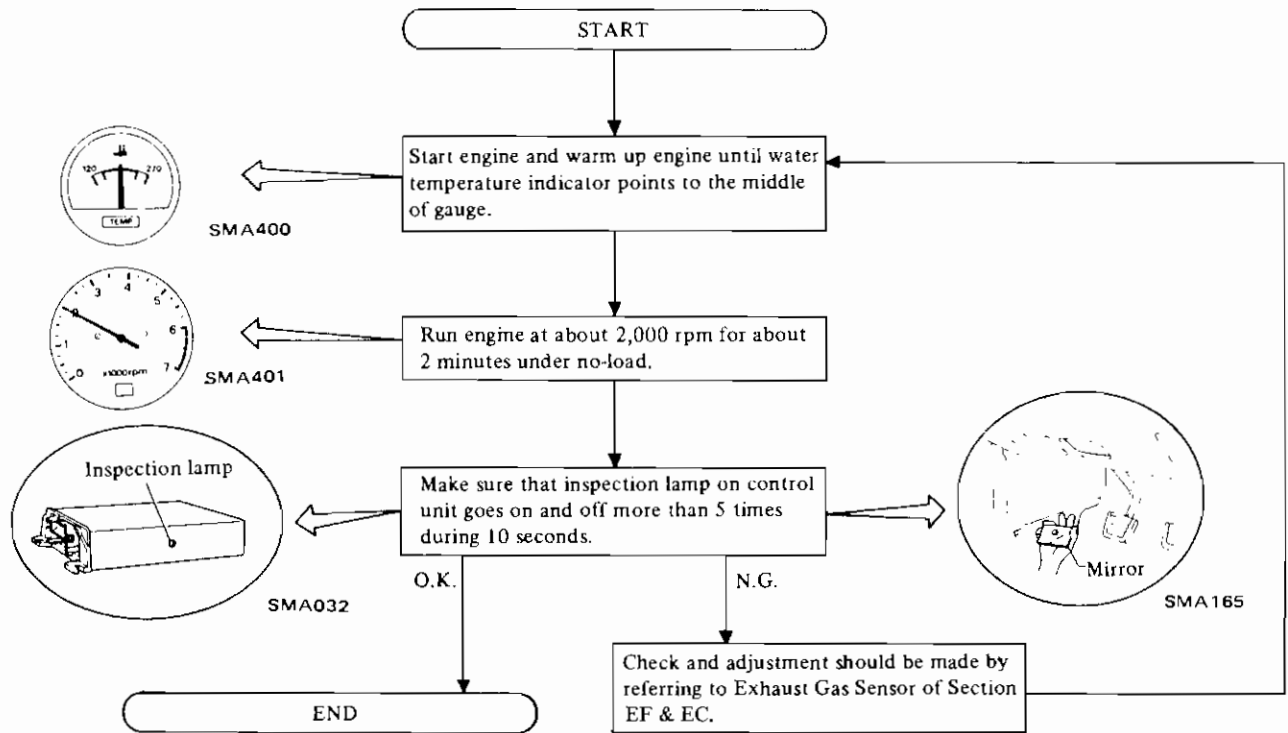 START
120
270
TEMP
SMA400
Start engine and warm up engine until water
temperature indicator points to the middle
of gauge.
0
1
3
4
5
6
7
x1000rpm
SMA401
Run engine at about 2,000 rpm for about
2 minutes under no-load.
Inspection lamp
SMA032
Make sure that inspection lamp on control
unit goes on and off more than 5 times
during 10 seconds.
Mirror
SMA165
O.K.
N.G.
Check and adjustment should be made by
referring to Exhaust Gas Sensor of Section
EF & EC.
END